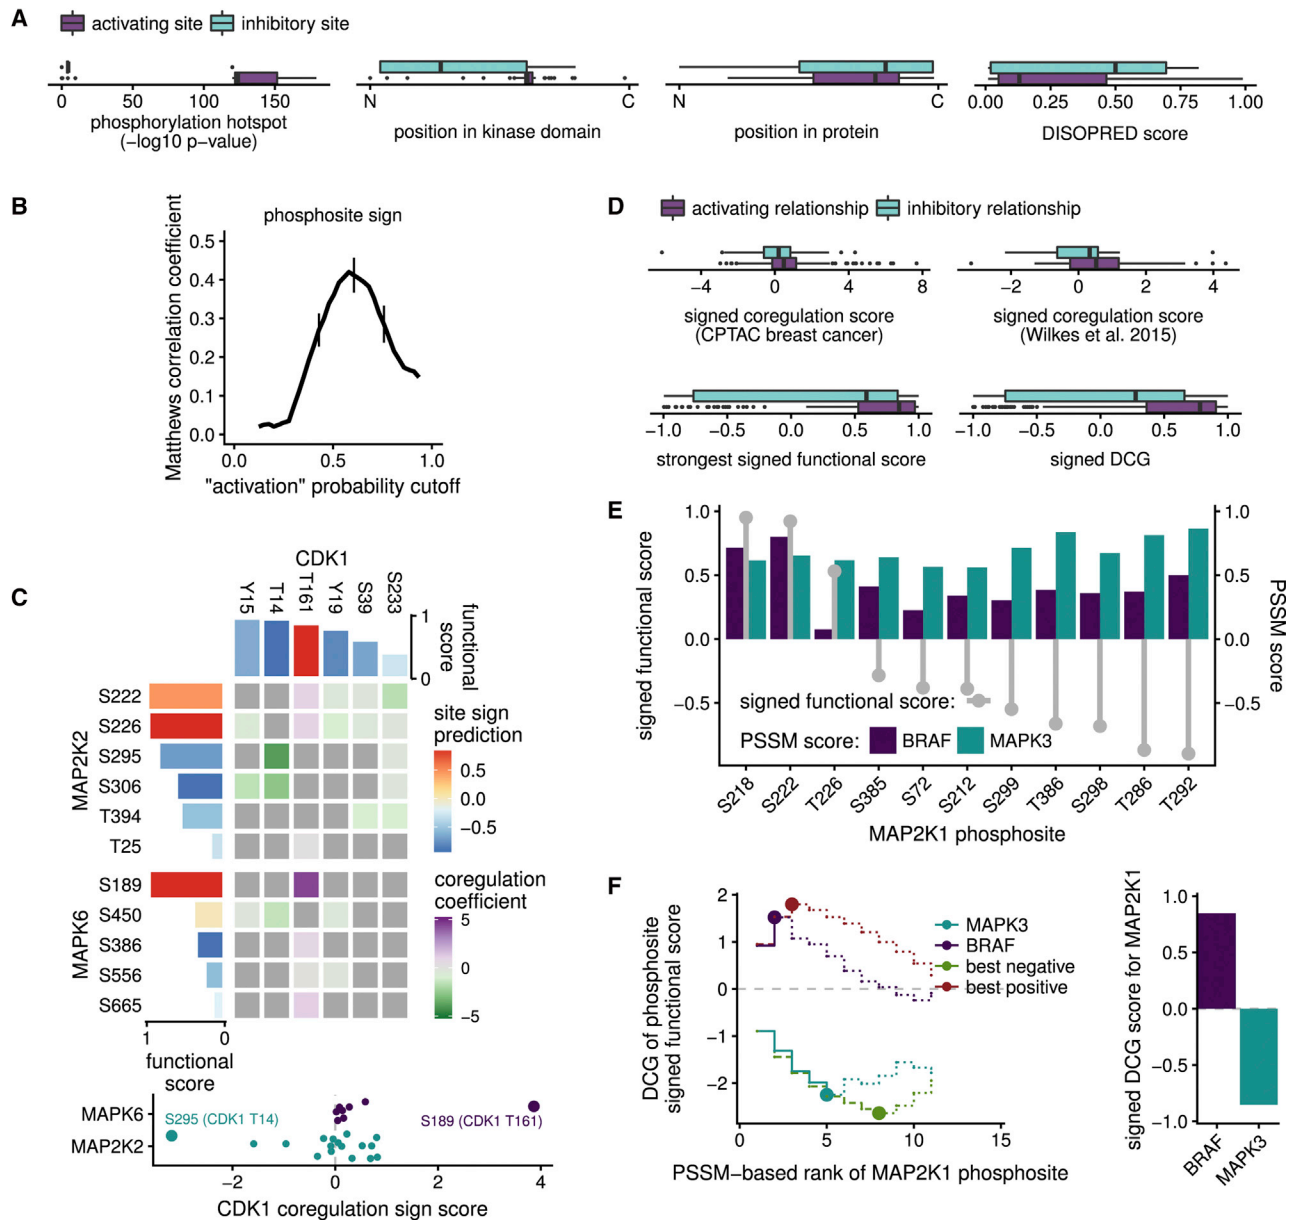 A
activating site inhibitory site
0 50 100 150
phosphorylation hotspot
(−log10 p−value)
N C
position in kinase domain
N C
position in protein
0.00 0.25 0.50 0.75 1.00
DISOPRED score
B
phosphosite sign
Matthews correlation coefficient
0.5
0.4
0.3
0.2
0.1
0.0
0.0 0.5 1.0
"activation" probability cutoff
D
activating relationship inhibitory relationship
−4 0 4 8
signed coregulation score
(CPTAC breast cancer)
−2 0 2 4
signed coregulation score
(Wilkes et al. 2015)
−1.0 −0.5 0.0 0.5 1.0
strongest signed functional score
−1.0 −0.5 0.0 0.5 1.0
signed DCG
C
CDK1
Y15 T14 T161 Y19 S39 S233
1
0
functional
score
MAP2K2
S222
S226
S295
S306
T394
T25
MAPK6
S189
S450
S386
S556
S665
1 0
functional
score
site sign
prediction
0.5
0.0
−0.5
coregulation
coefficient
5
0
−5
MAPK6
MAP2K2
S295 (CDK1 T14)
S189 (CDK1 T161)
−2 0 2 4
CDK1 coregulation sign score
E
signed functional score
1.0
0.5
0.0
−0.5
PSSM score
1.0
0.5
0.0
−0.5
signed functional score:
PSSM score: BRAF MAPK3
S218 S222 T226 S385 S72 S212 S299 T386 S298 T286 T292
MAP2K1 phosphosite
F
DCG of phosphosite
signed functional score
2
1
0
−1
−2
MAPK3
BRAF
best negative
best positive
0 5 10 15
PSSM−based rank of MAP2K1 phosphosite
signed DCG score for MAP2K1
1.0
0.5
0.0
−0.5
−1.0
BRAF MAPK3